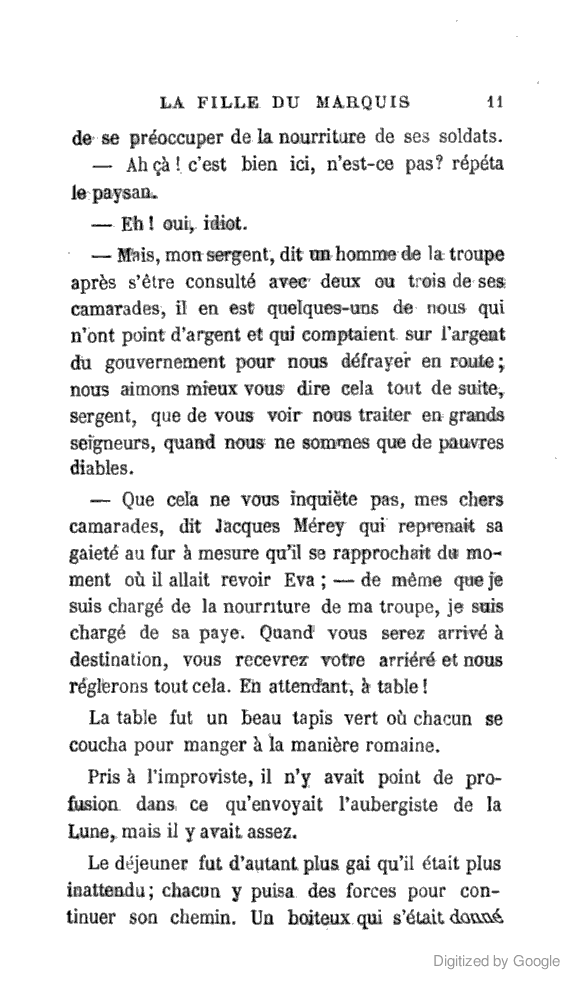 LA FILLE DU MARQUIS 11
de se préoccuper de la nourriture de ses soldats.
— Ah çà ! c'est bien ici, n'est-ce pas? répéta
le paysan.
— Eh ! oui, idiot.
— Mais, mon sergent, dit un homme de la troupe
après s'être consulté avec deux ou trois de ses
camarades, il en est quelques-uns de nous qui
n'ont point d'argent et qui comptaient sur l'argent
du gouvernement pour nous défrayer en route ;
nous aimons mieux vous dire cela tout de suite,
sergent, que de vous voir nous traiter en grands
seigneurs, quand nous ne sommes que de pauvres
diables.
— Que cela ne vous inquiète pas, mes chers
camarades, dit Jacques Mérey qui reprenait sa
gaieté au fur à mesure qu'il se rapprochait du mo-
ment où il allait revoir Eva ; — de même que je
suis chargé de la nourriture de ma troupe, je suis
chargé de sa paye. Quand vous serez arrivé à
destination, vous recevrez votre arriéré et nous
réglerons tout cela. En attendant, à table !
La table fut un beau tapis vert où chacun se
coucha pour manger à la manière romaine.
Pris à l'improviste, il n'y avait point de pro-
fusion dans ce qu'envoyait l'aubergiste de la
Lune, mais il y avait assez.
Le déjeuner fut d'autant plus gai qu'il était plus
inattendu ; chacun y puisa des forces pour con-
tinuer son chemin. Un boiteux qui s'était donné
Digitized by Google